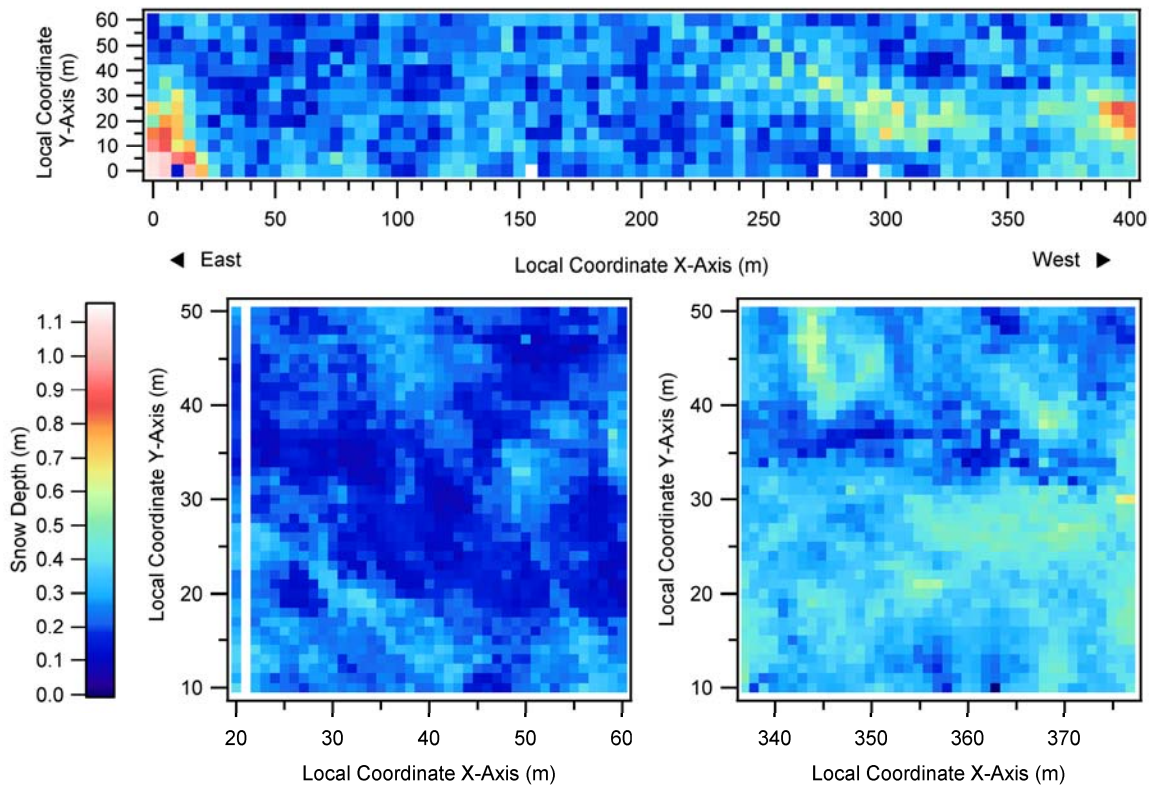 Local Coordinate
Y-Axis (m)
60
50
40
30
20
10
0
0 50 100 150 200 250 300 350 400
◄ East
Local Coordinate X-Axis (m)
West ►
Snow Depth (m)
1.1
1.0
0.9
0.8
0.7
0.6
0.5
0.4
0.3
0.2
0.1
0.0
Local Coordinate Y-Axis (m)
50
40
30
20
10
20 30 40 50 60
Local Coordinate X-Axis (m)
Local Coordinate Y-Axis (m)
50
40
30
20
10
340 350 360 370
Local Coordinate X-Axis (m)